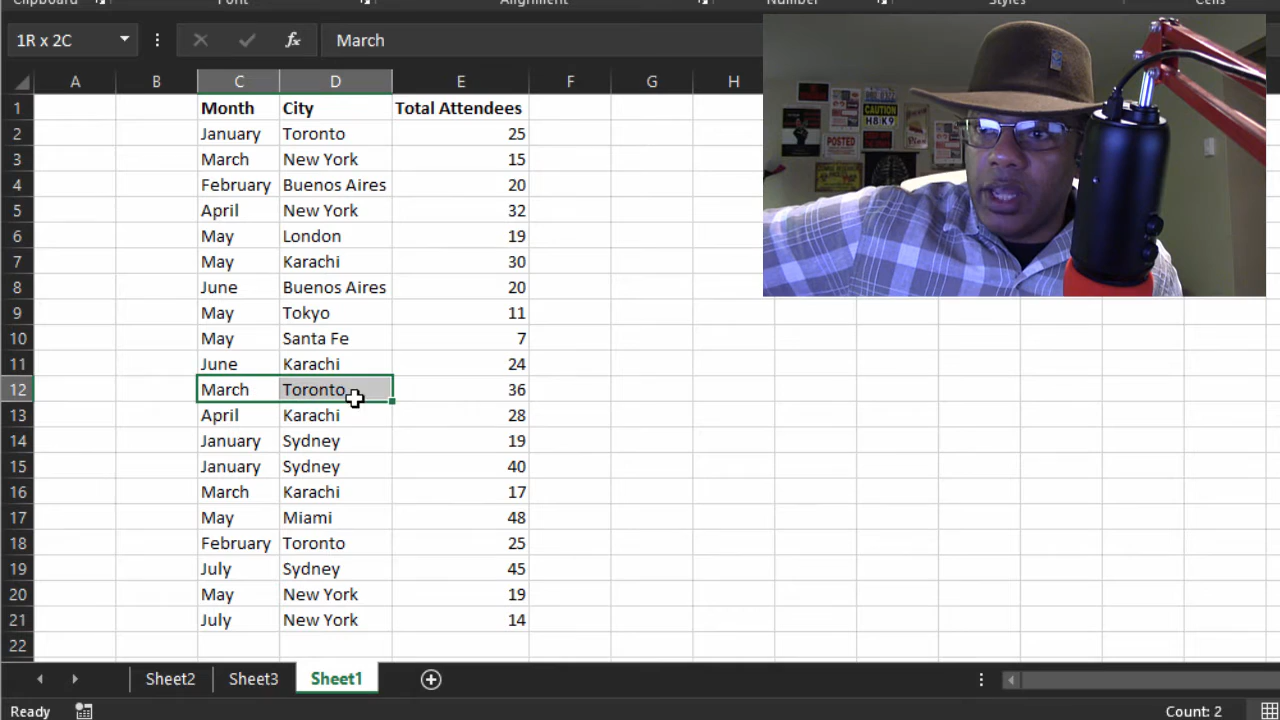 Clipboard Font Alignment Number Styles Cells
1R x 2C fx March
A B C D E F G H
1 Month City Total Attendees
2 January Toronto 25
3 March New York 15
4 February Buenos Aires 20
5 April New York 32
6 May London 19
7 May Karachi 30
8 June Buenos Aires 20
9 May Tokyo 11
10 May Santa Fe 7
11 June Karachi 24
12 March Toronto 36
13 April Karachi 28
14 January Sydney 19
15 January Sydney 40
16 March Karachi 17
17 May Miami 48
18 February Toronto 25
19 July Sydney 45
20 May New York 19
21 July New York 14
22
Sheet2 Sheet3 Sheet1
Ready Count: 2
CAUTION
H8 K9
POSTED